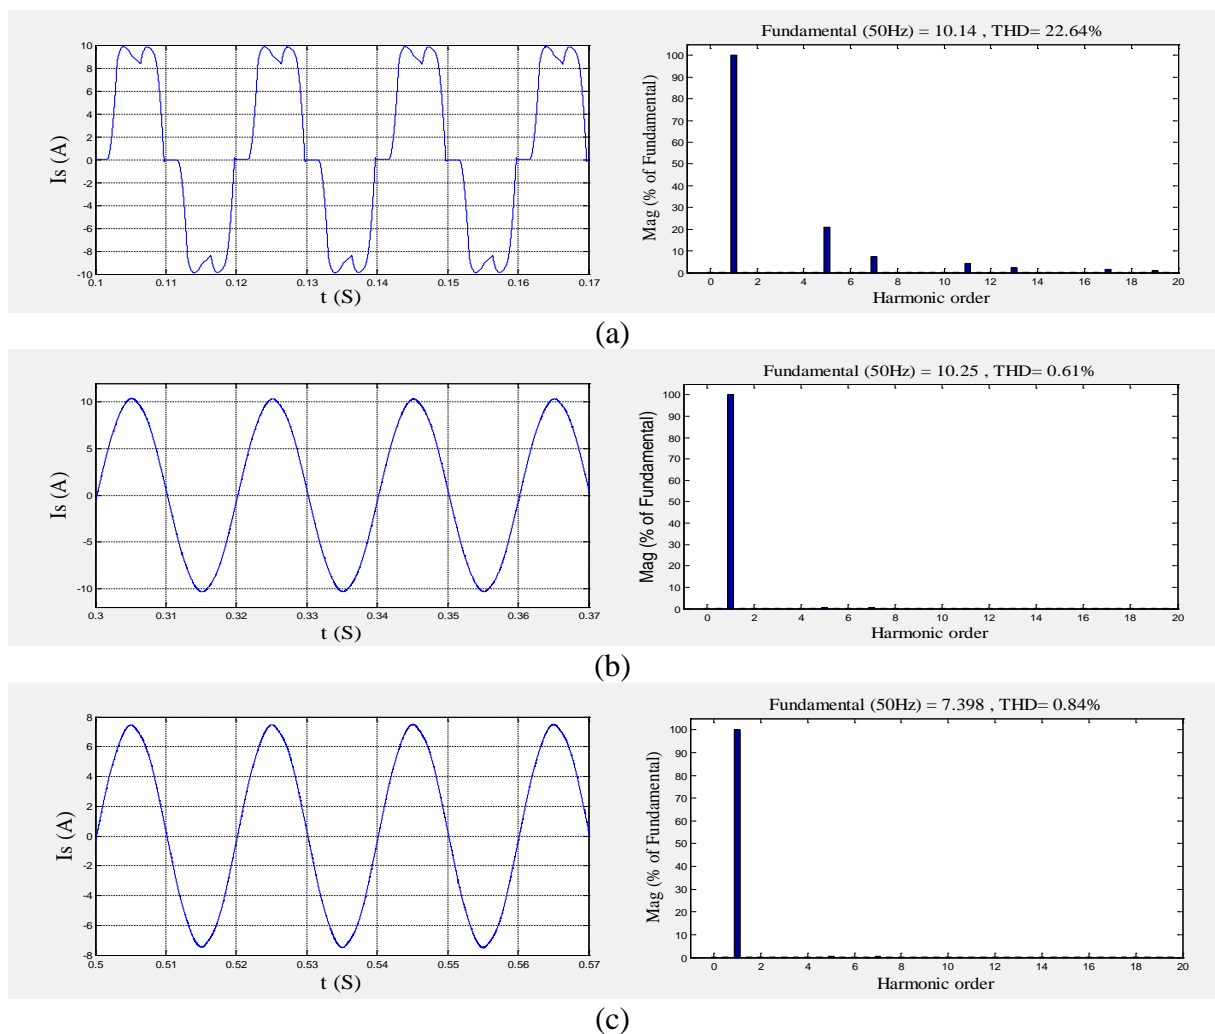 Is (A)
10
8
6
4
2
0
-2
-4
-6
-8
-10
0.1 0.11 0.12 0.13 0.14 0.15 0.16 0.17
t (S)
Fundamental (50Hz) = 10.14 , THD= 22.64%
Mag (% of Fundamental)
100
90
80
70
60
50
40
30
20
10
0
0 2 4 6 8 10 12 14 16 18 20
Harmonic order
(a)
Is (A)
10
5
0
-5
-10
0.3 0.31 0.32 0.33 0.34 0.35 0.36 0.37
t (S)
Fundamental (50Hz) = 10.25 , THD= 0.61%
Mag (% of Fundamental)
100
90
80
70
60
50
40
30
20
10
0
0 2 4 6 8 10 12 14 16 18 20
Harmonic order
(b)
Is (A)
8
6
4
2
0
-2
-4
-6
-8
0.5 0.51 0.52 0.53 0.54 0.55 0.56 0.57
t (S)
Fundamental (50Hz) = 7.398 , THD= 0.84%
Mag (% of Fundamental)
100
90
80
70
60
50
40
30
20
10
0
0 2 4 6 8 10 12 14 16 18 20
Harmonic order
(c)